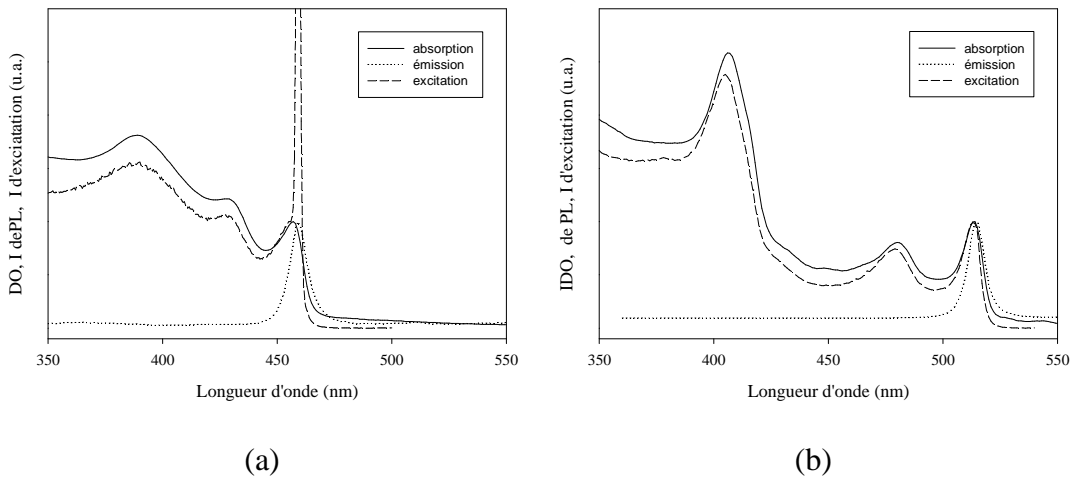 DO, I dePL, I d'exciatation (u.a.)
absorption
émission
excitation
350
400
450
500
550
Longueur d'onde (nm)
(a)
IDO, de PL, I d'excitation (u.a.)
absorption
émission
excitation
350
400
450
500
550
Longueur d'onde (nm)
(b)